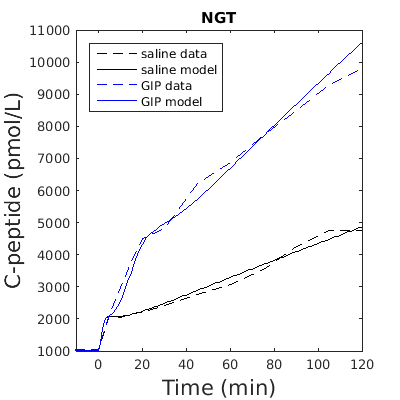 NGT
11000
10000
9000
8000
7000
6000
5000
4000
3000
2000
1000
C-peptide (pmol/L)
saline data
saline model
GIP data
GIP model
0 20 40 60 80 100 120
Time (min)